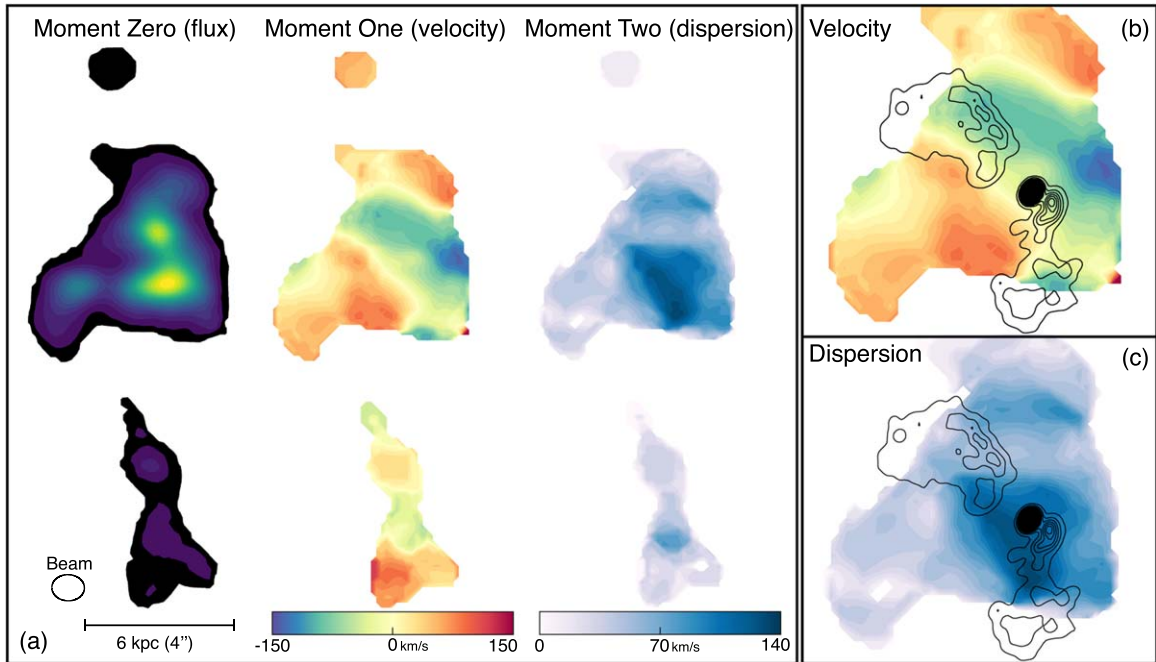 Moment Zero (flux)
Moment One (velocity)
Moment Two (dispersion)
Velocity
(b)
Dispersion
(c)
Beam
6 kpc (4”)
(a)
-150
0 km/s
150
0
70 km/s
140